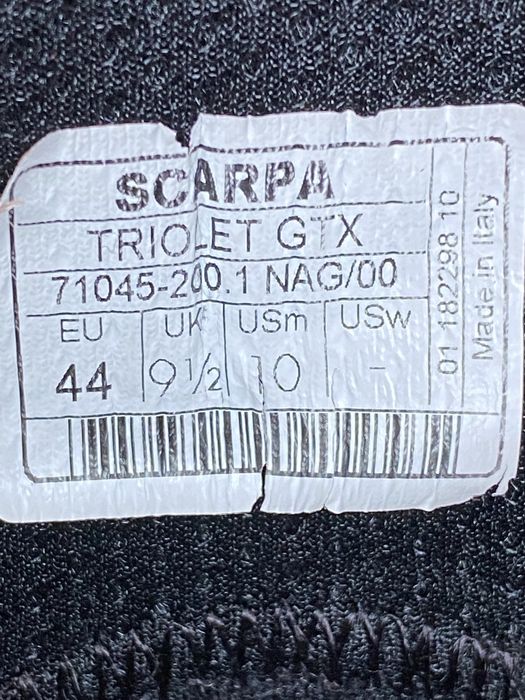 SCARPA
TRIOLET GTX
71045-200.1 NAG/00
EU UK USm USw
44 9½ 10 -
01 182298 10
Made in Italy